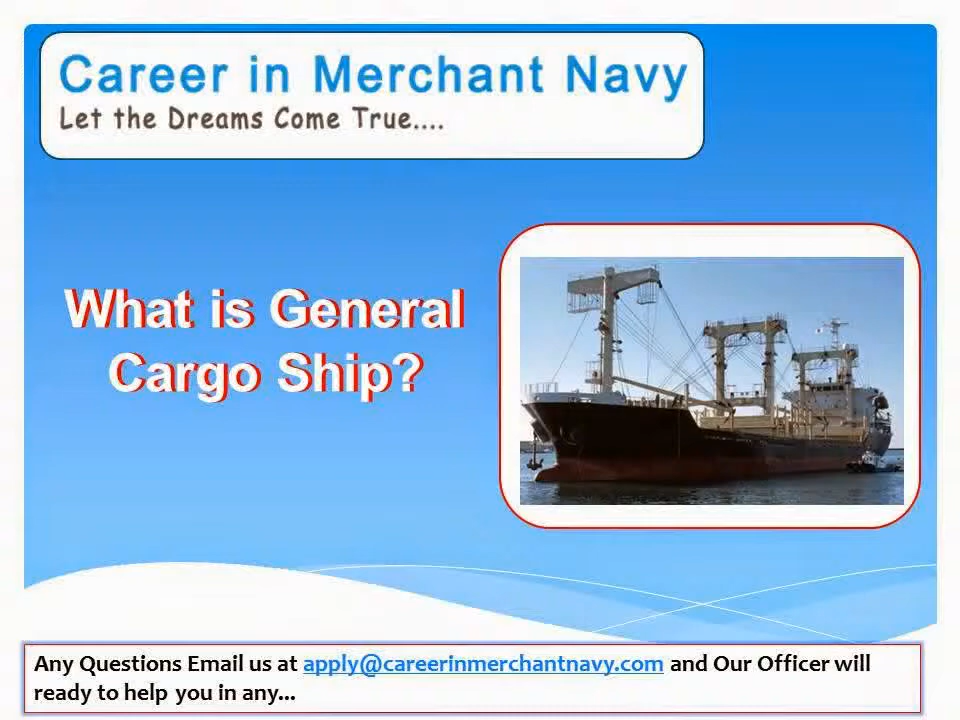 Career in Merchant Navy
Let the Dreams Come True....
What is General
Cargo Ship?
Any Questions Email us at apply@careerinmerchantnavy.com and Our Officer will
ready to help you in any...